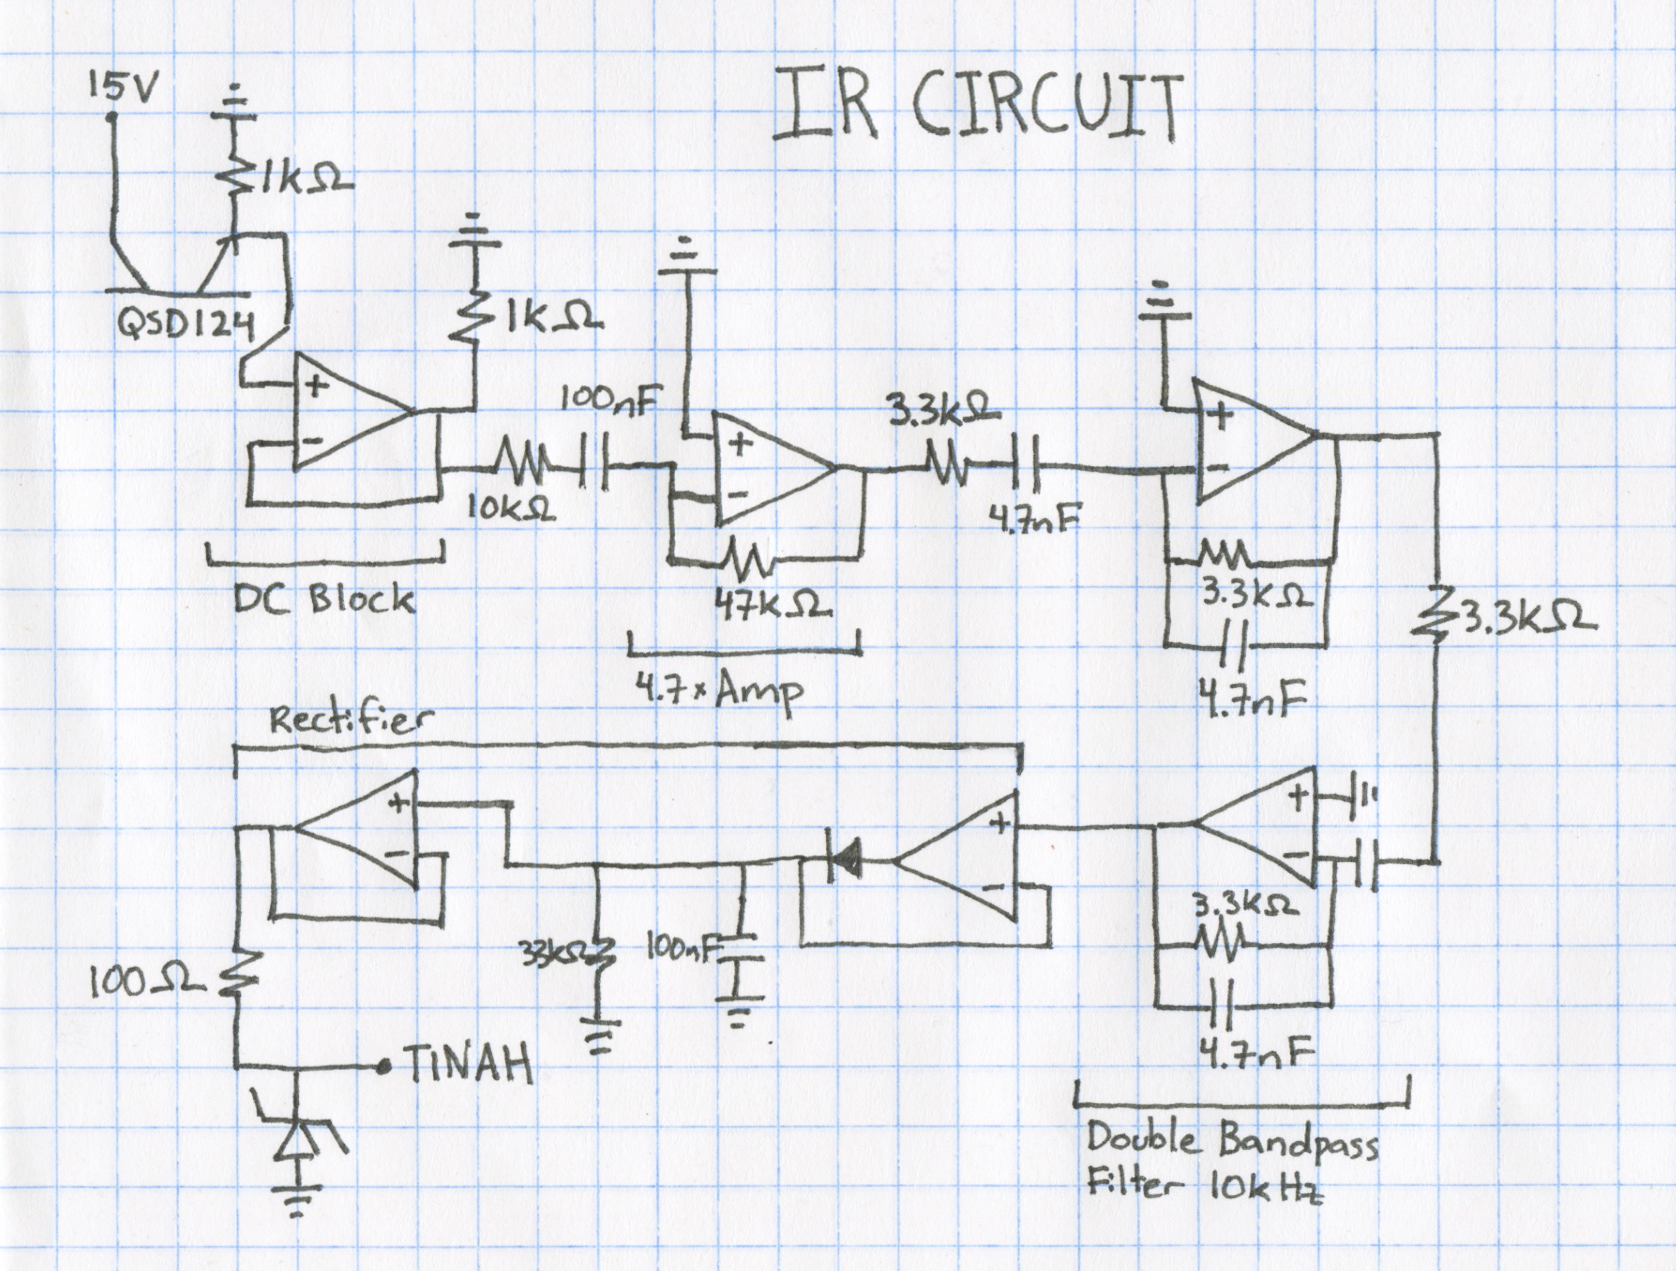 IR CIRCUIT
15V
1kΩ
QSD124
+
-
1kΩ
10kΩ
100nF
DC Block
+
-
47kΩ
4.7x Amp
3.3kΩ
4.7nF
+
-
3.3kΩ
4.7nF
3.3kΩ
+
-
3.3kΩ
4.7nF
Double Bandpass
Filter 10kHz
Rectifier
+
-
100nF
33kΩ
+
-
100Ω
TINAH